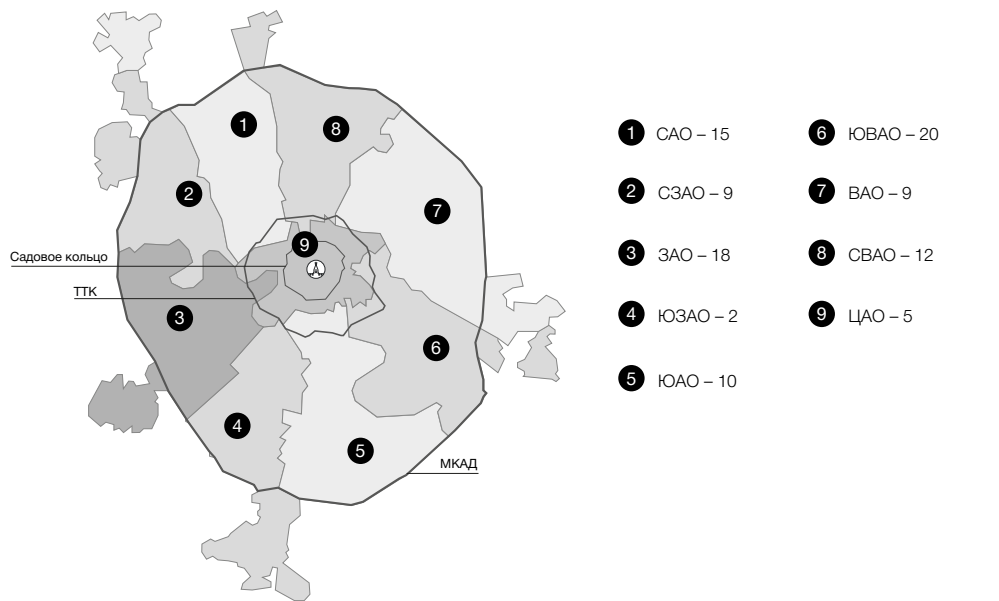 1
8
2
7
9
Садовое кольцо
ТТК
3
6
4
5
МКАД
1 САО – 15
2 СЗАО – 9
3 ЗАО – 18
4 ЮЗАО – 2
5 ЮАО – 10
6 ЮВАО – 20
7 ВАО – 9
8 СВАО – 12
9 ЦАО – 5